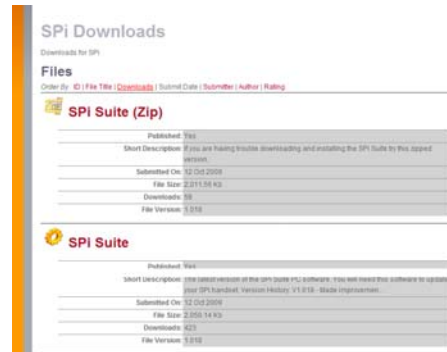 SPi Downloads
Downloads for SPi
Files
Order By: ID | File Title | Downloads | Submit Date | Submitter | Author | Rating
SPi Suite (Zip)
Published: Yes
Short Description: If you are having trouble downloading and installing the SPi Suite try this zipped
version.
Submitted On: 12 Oct 2009
File Size: 2,011.56 Kb
Downloads: 58
File Version: 1.018
SPi Suite
Published: Yes
Short Description: The latest version of the SPi Suite PC software. You will need this software to update
your SPi handset. Version History: V1.018 - Made improvement...
Submitted On: 12 Oct 2009
File Size: 2,050.14 Kb
Downloads: 423
File Version: 1.018